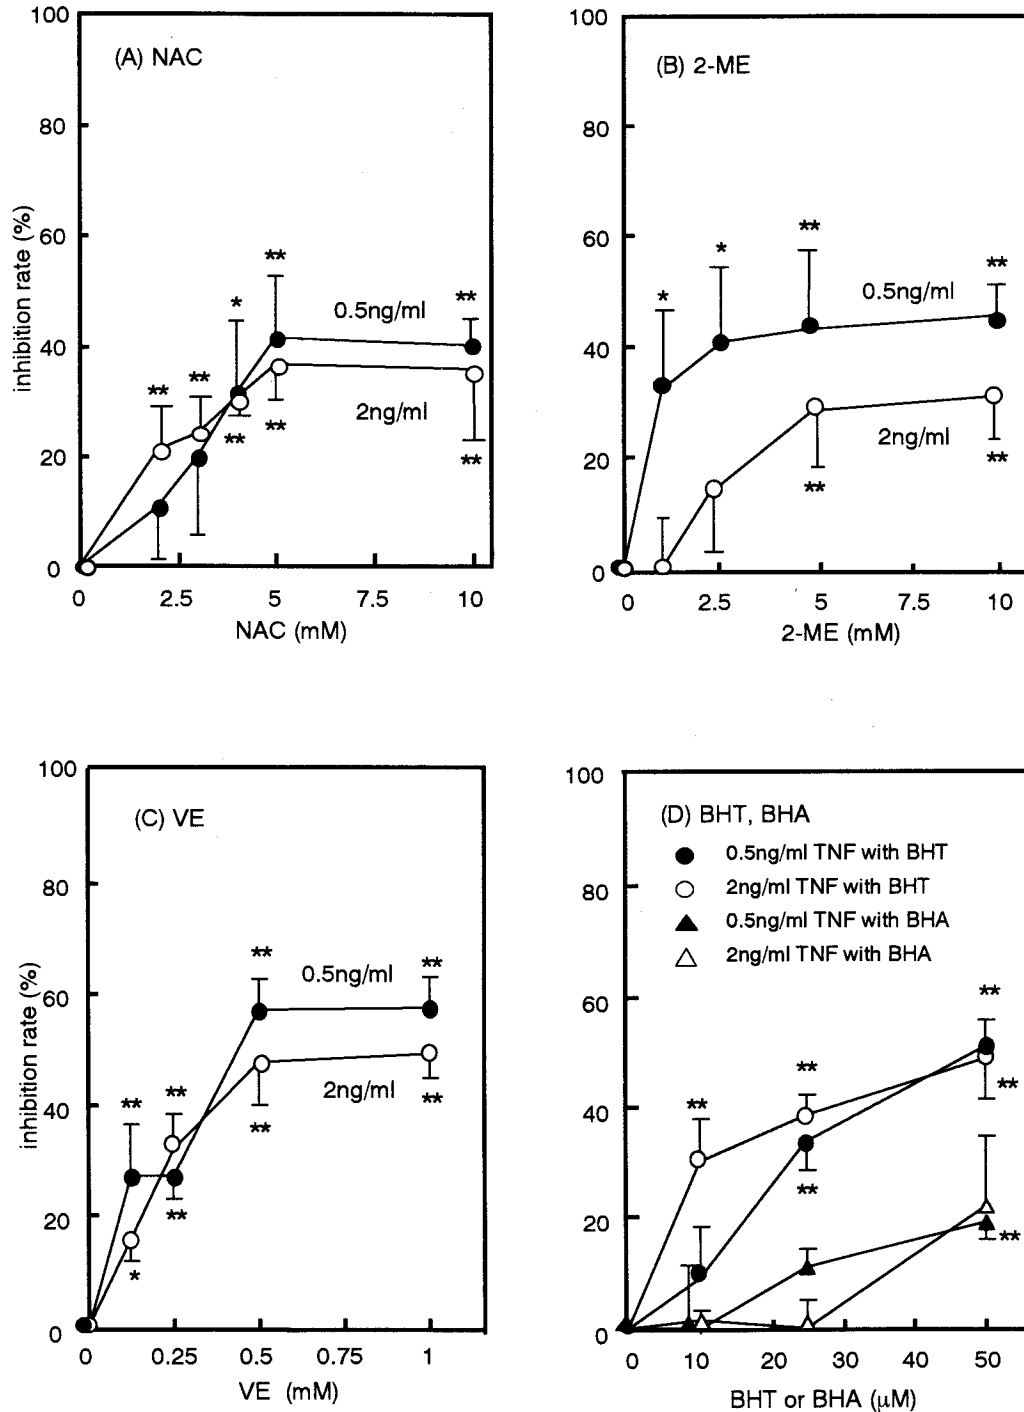 (A) NAC
100
80
60
40
20
0
inhibition rate (%)
*
**
**
**
**
0.5ng/ml
**
2ng/ml
**
**
**
0 2.5 5 7.5 10
NAC (mM)
(B) 2-ME
100
80
60
40
20
0
*
*
**
**
0.5ng/ml
2ng/ml
**
**
0 2.5 5 7.5 10
2-ME (mM)
(C) VE
100
80
60
40
20
0
inhibition rate (%)
**
**
**
**
0.5ng/ml
2ng/ml
**
**
**
*
0 0.25 0.5 0.75 1
VE (mM)
(D) BHT, BHA
0.5ng/ml TNF with BHT
2ng/ml TNF with BHT
0.5ng/ml TNF with BHA
2ng/ml TNF with BHA
100
80
60
40
20
0
**
**
**
**
**
**
0 10 20 30 40 50
BHT or BHA (μM)